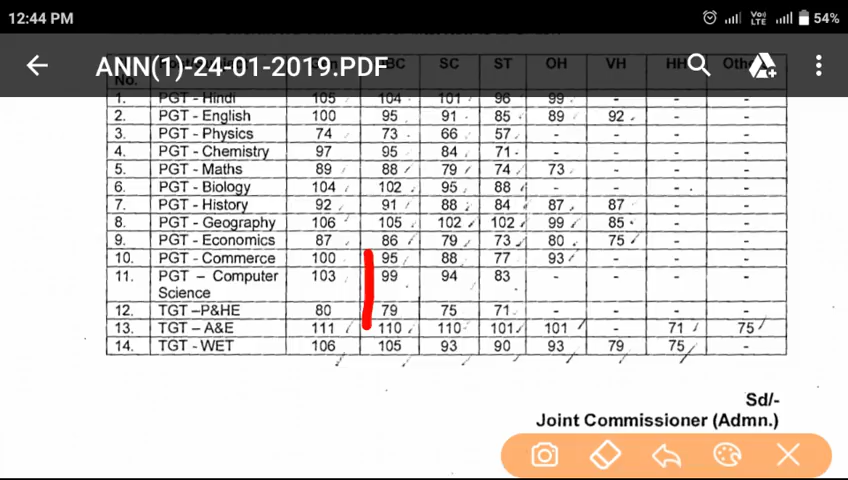 12:44 PM VoLTE 54%
ANN(1)-24-01-2019.PDF
No. SC ST OH VH
1. PGT - Hindi 105 104 101 96 99 - - -
2. PGT - English 100 95 91 85 89 92 - -
3. PGT - Physics 74 73 66 57 - - - -
4. PGT - Chemistry 97 95 84 71 - - - -
5. PGT - Maths 89 88 79 74 73 - - -
6. PGT - Biology 104 102 95 88 - - - -
7. PGT - History 92 91 88 84 87 87 - -
8. PGT - Geography 106 105 102 102 99 85 - -
9. PGT - Economics 87 86 79 73 80 75 - -
10. PGT - Commerce 100 95 88 77 93 - - -
11. PGT – Computer 103 99 94 83 - - - -
Science
12. TGT –P&HE 80 79 75 71 - - - -
13. TGT – A&E 111 110 110 101 101 - 71 75
14. TGT - WET 106 105 93 90 93 79 75 -
Sd/-
Joint Commissioner (Admn.)